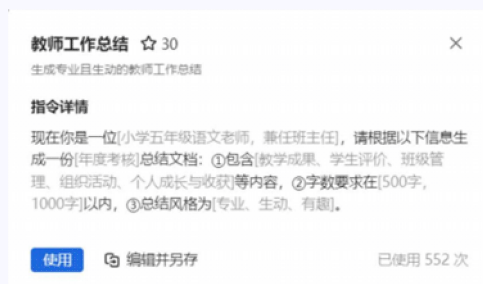 教师工作总结 ☆ 30
生成专业且生动的教师工作总结
指令详情
现在你是一位[小学五年级语文老师，兼任班主任]，请根据以下信息生
成一份[年度考核]总结文档：①包含[教学成果、学生评价、班级管
理、组织活动、个人成长与收获]等内容，②字数要求在[500字，
1000字]以内，③总结风格为[专业、生动、有趣]。
使用 编辑并另存 已使用 552 次